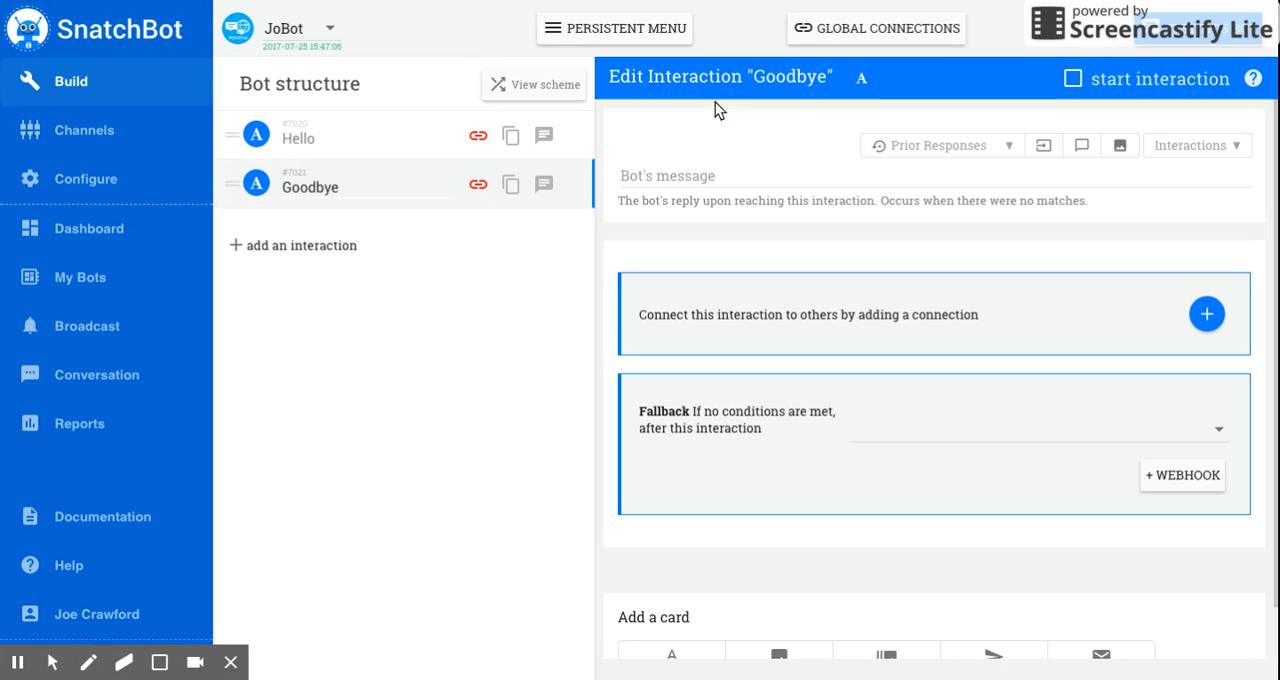 SnatchBot
JoBot
2017-07-25 15:47:06
PERSISTENT MENU
GLOBAL CONNECTIONS
powered by
Screencastify Lite
Build
Channels
Configure
Dashboard
My Bots
Broadcast
Conversation
Reports
Documentation
Help
Joe Crawford
Bot structure
View scheme
A
#7020
Hello
A
#7021
Goodbye
+ add an interaction
Edit Interaction "Goodbye" A
start interaction
Prior Responses
Interactions
Bot's message
The bot's reply upon reaching this interaction. Occurs when there were no matches.
Connect this interaction to others by adding a connection
Fallback If no conditions are met,
after this interaction
+ WEBHOOK
Add a card
A